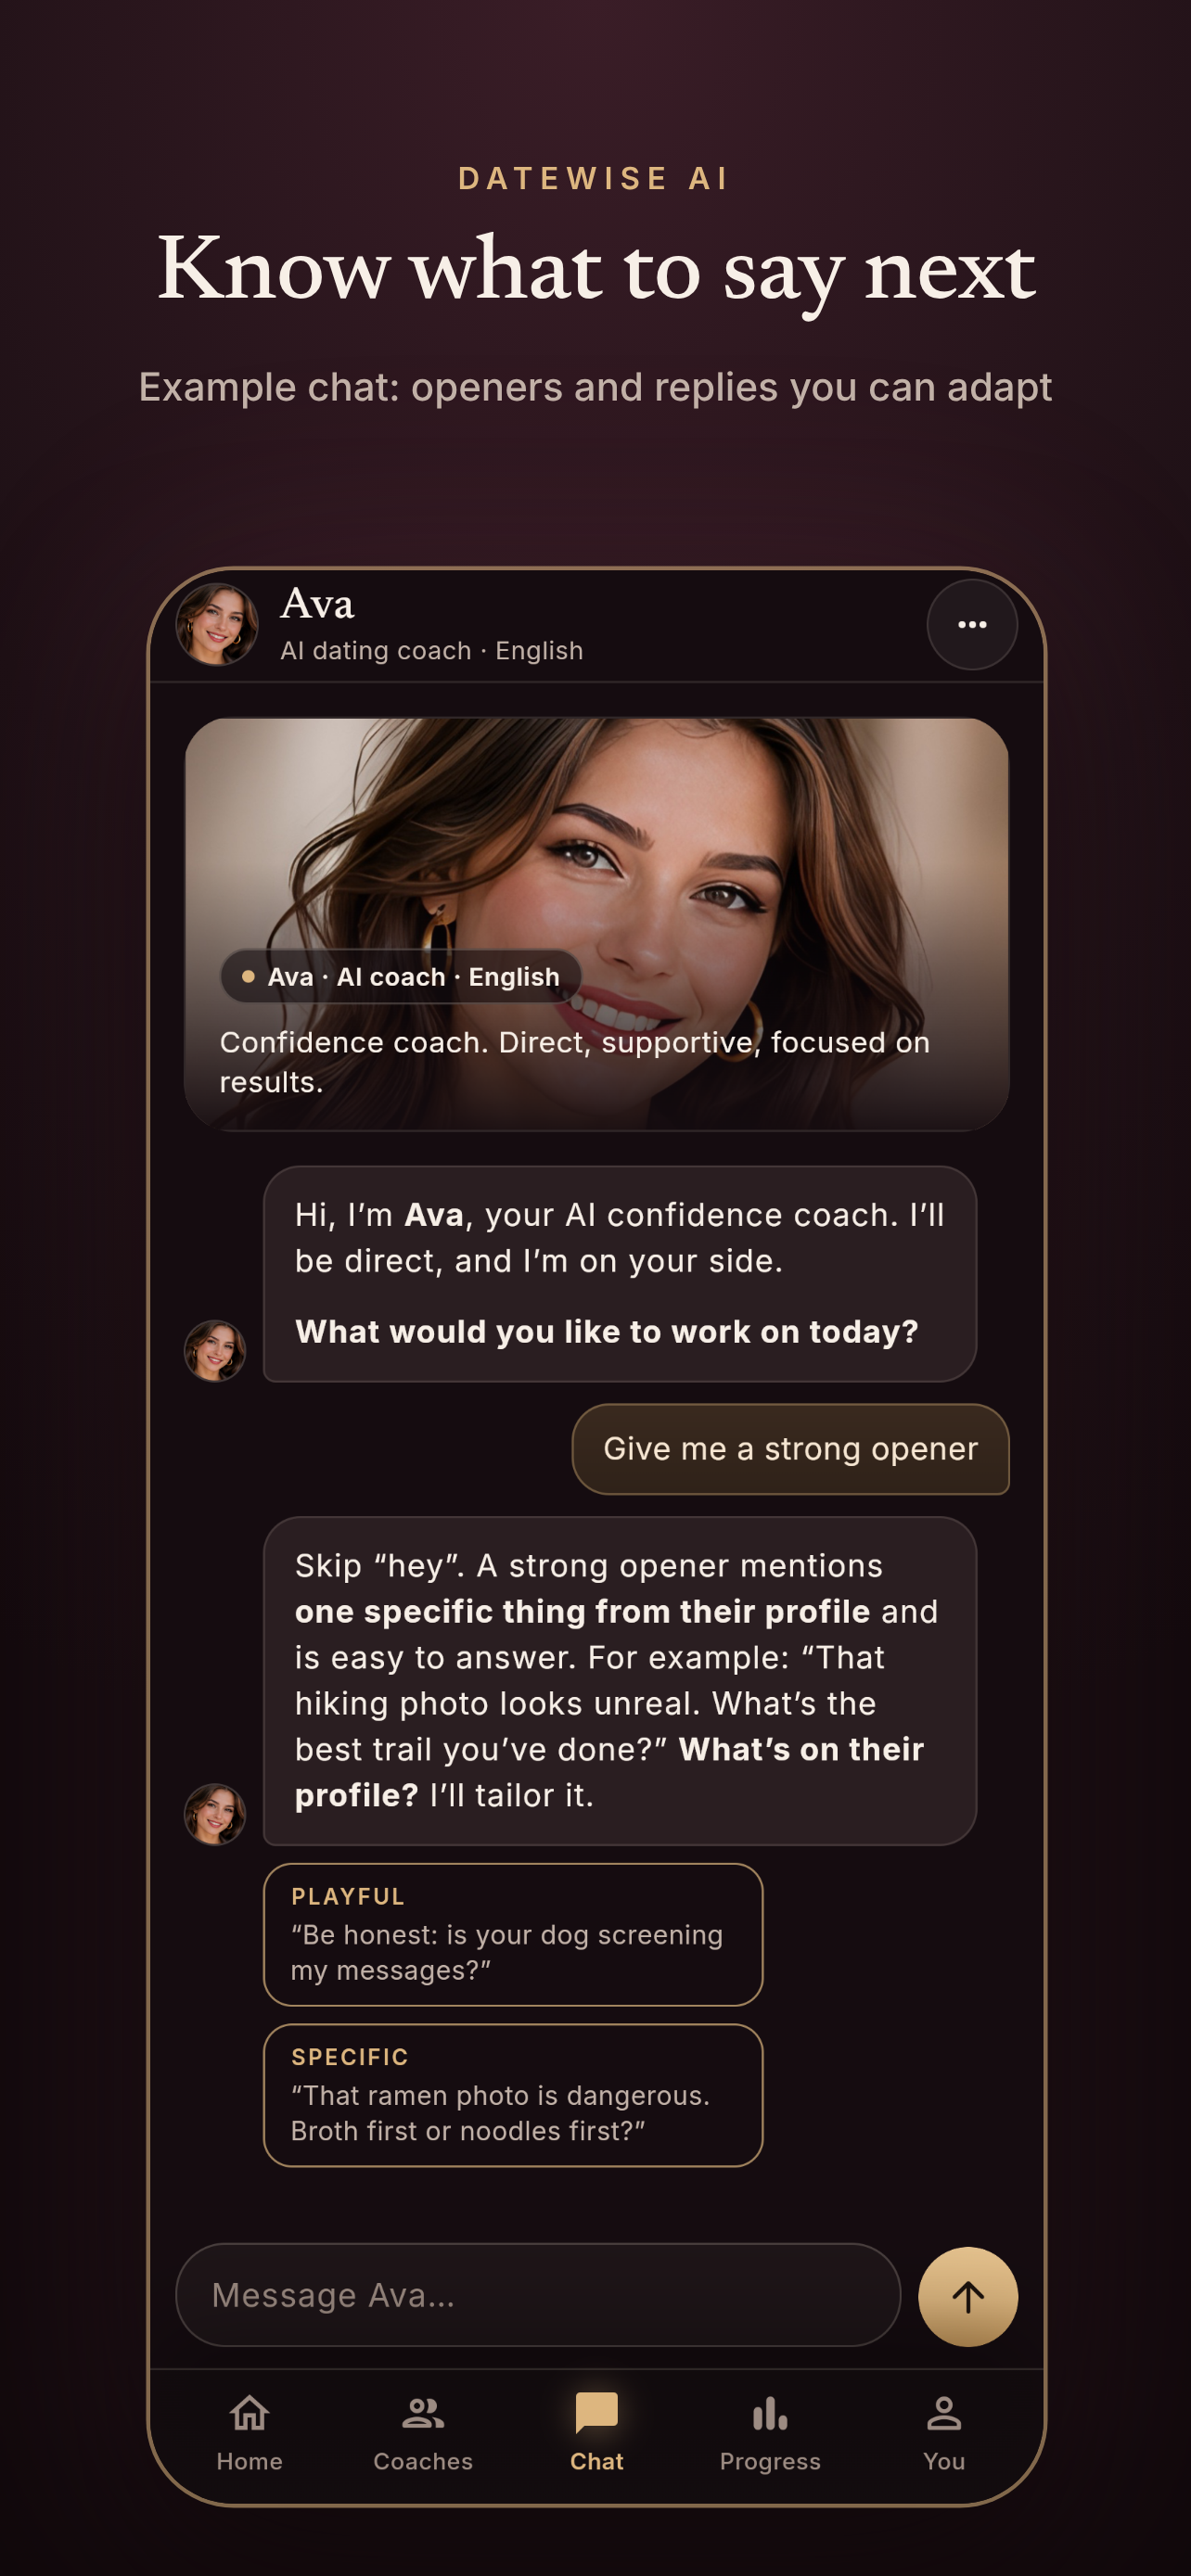 DATEWISE AI
Know what to say next
Example chat: openers and replies you can adapt
Ava
AI dating coach · English
Ava · AI coach · English
Confidence coach. Direct, supportive, focused on
results.
Hi, I’m Ava, your AI confidence coach. I’ll
be direct, and I’m on your side.
What would you like to work on today?
Give me a strong opener
Skip “hey”. A strong opener mentions
one specific thing from their profile and
is easy to answer. For example: “That
hiking photo looks unreal. What’s the
best trail you’ve done?” What’s on their
profile? I’ll tailor it.
PLAYFUL
“Be honest: is your dog screening
my messages?”
SPECIFIC
“That ramen photo is dangerous.
Broth first or noodles first?”
Message Ava...
Home
Coaches
Chat
Progress
You